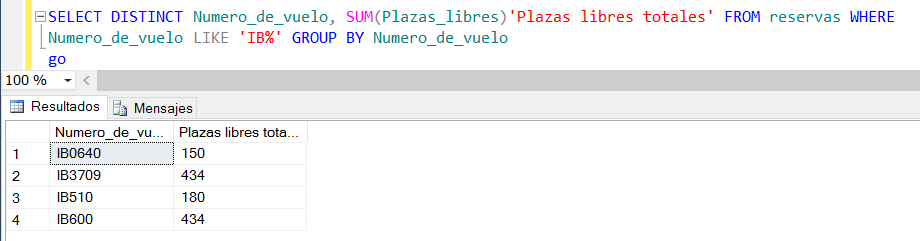 SELECT DISTINCT Numero_de_vuelo, SUM(Plazas_libres)'Plazas libres totales' FROM reservas WHERE
Numero_de_vuelo LIKE 'IB%' GROUP BY Numero_de_vuelo
go
100 %
Resultados Mensajes
Numero_de_vu... Plazas libres tota...
1 IB0640 150
2 IB3709 434
3 IB510 180
4 IB600 434